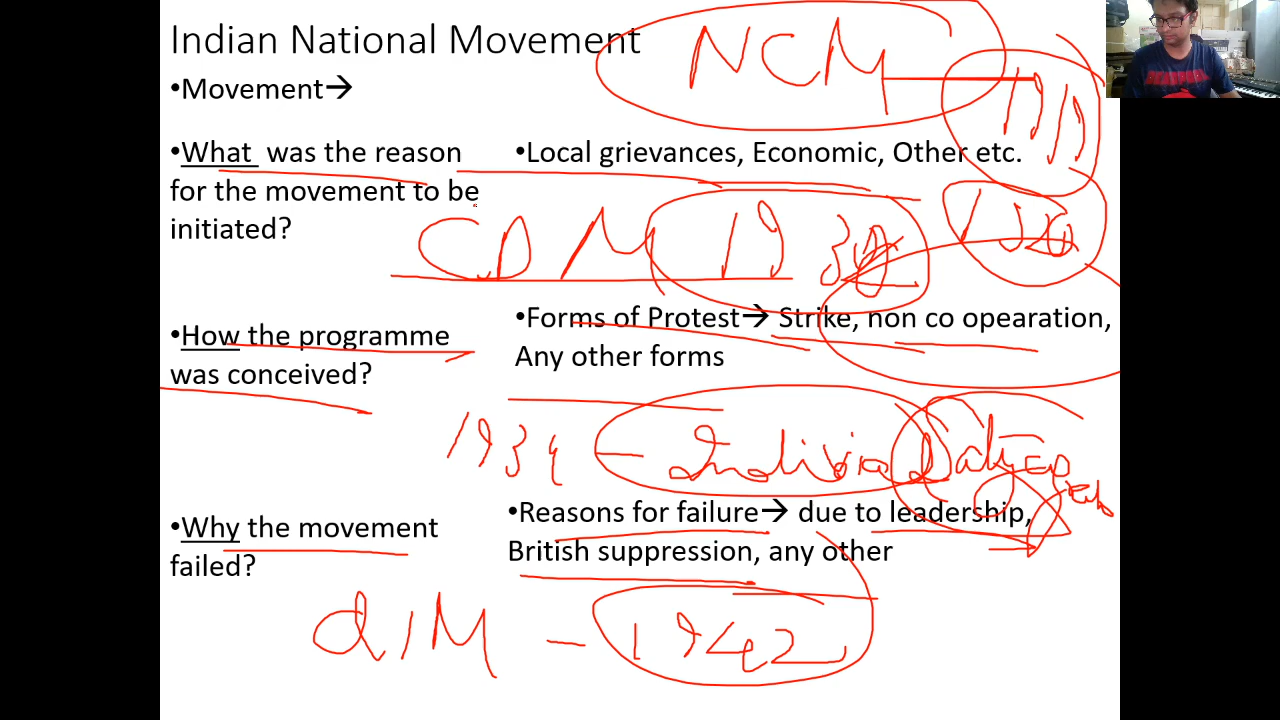 Indian National Movement
NCM
•Movement→
•What was the reason
for the movement to be
initiated?
•Local grievances, Economic, Other etc.
CDM 1930
1920
•How the programme
was conceived?
•Forms of Protest→ Strike, non co opearation,
Any other forms
•Why the movement
failed?
•Reasons for failure→ due to leadership,
British suppression, any other
QIM – 1942